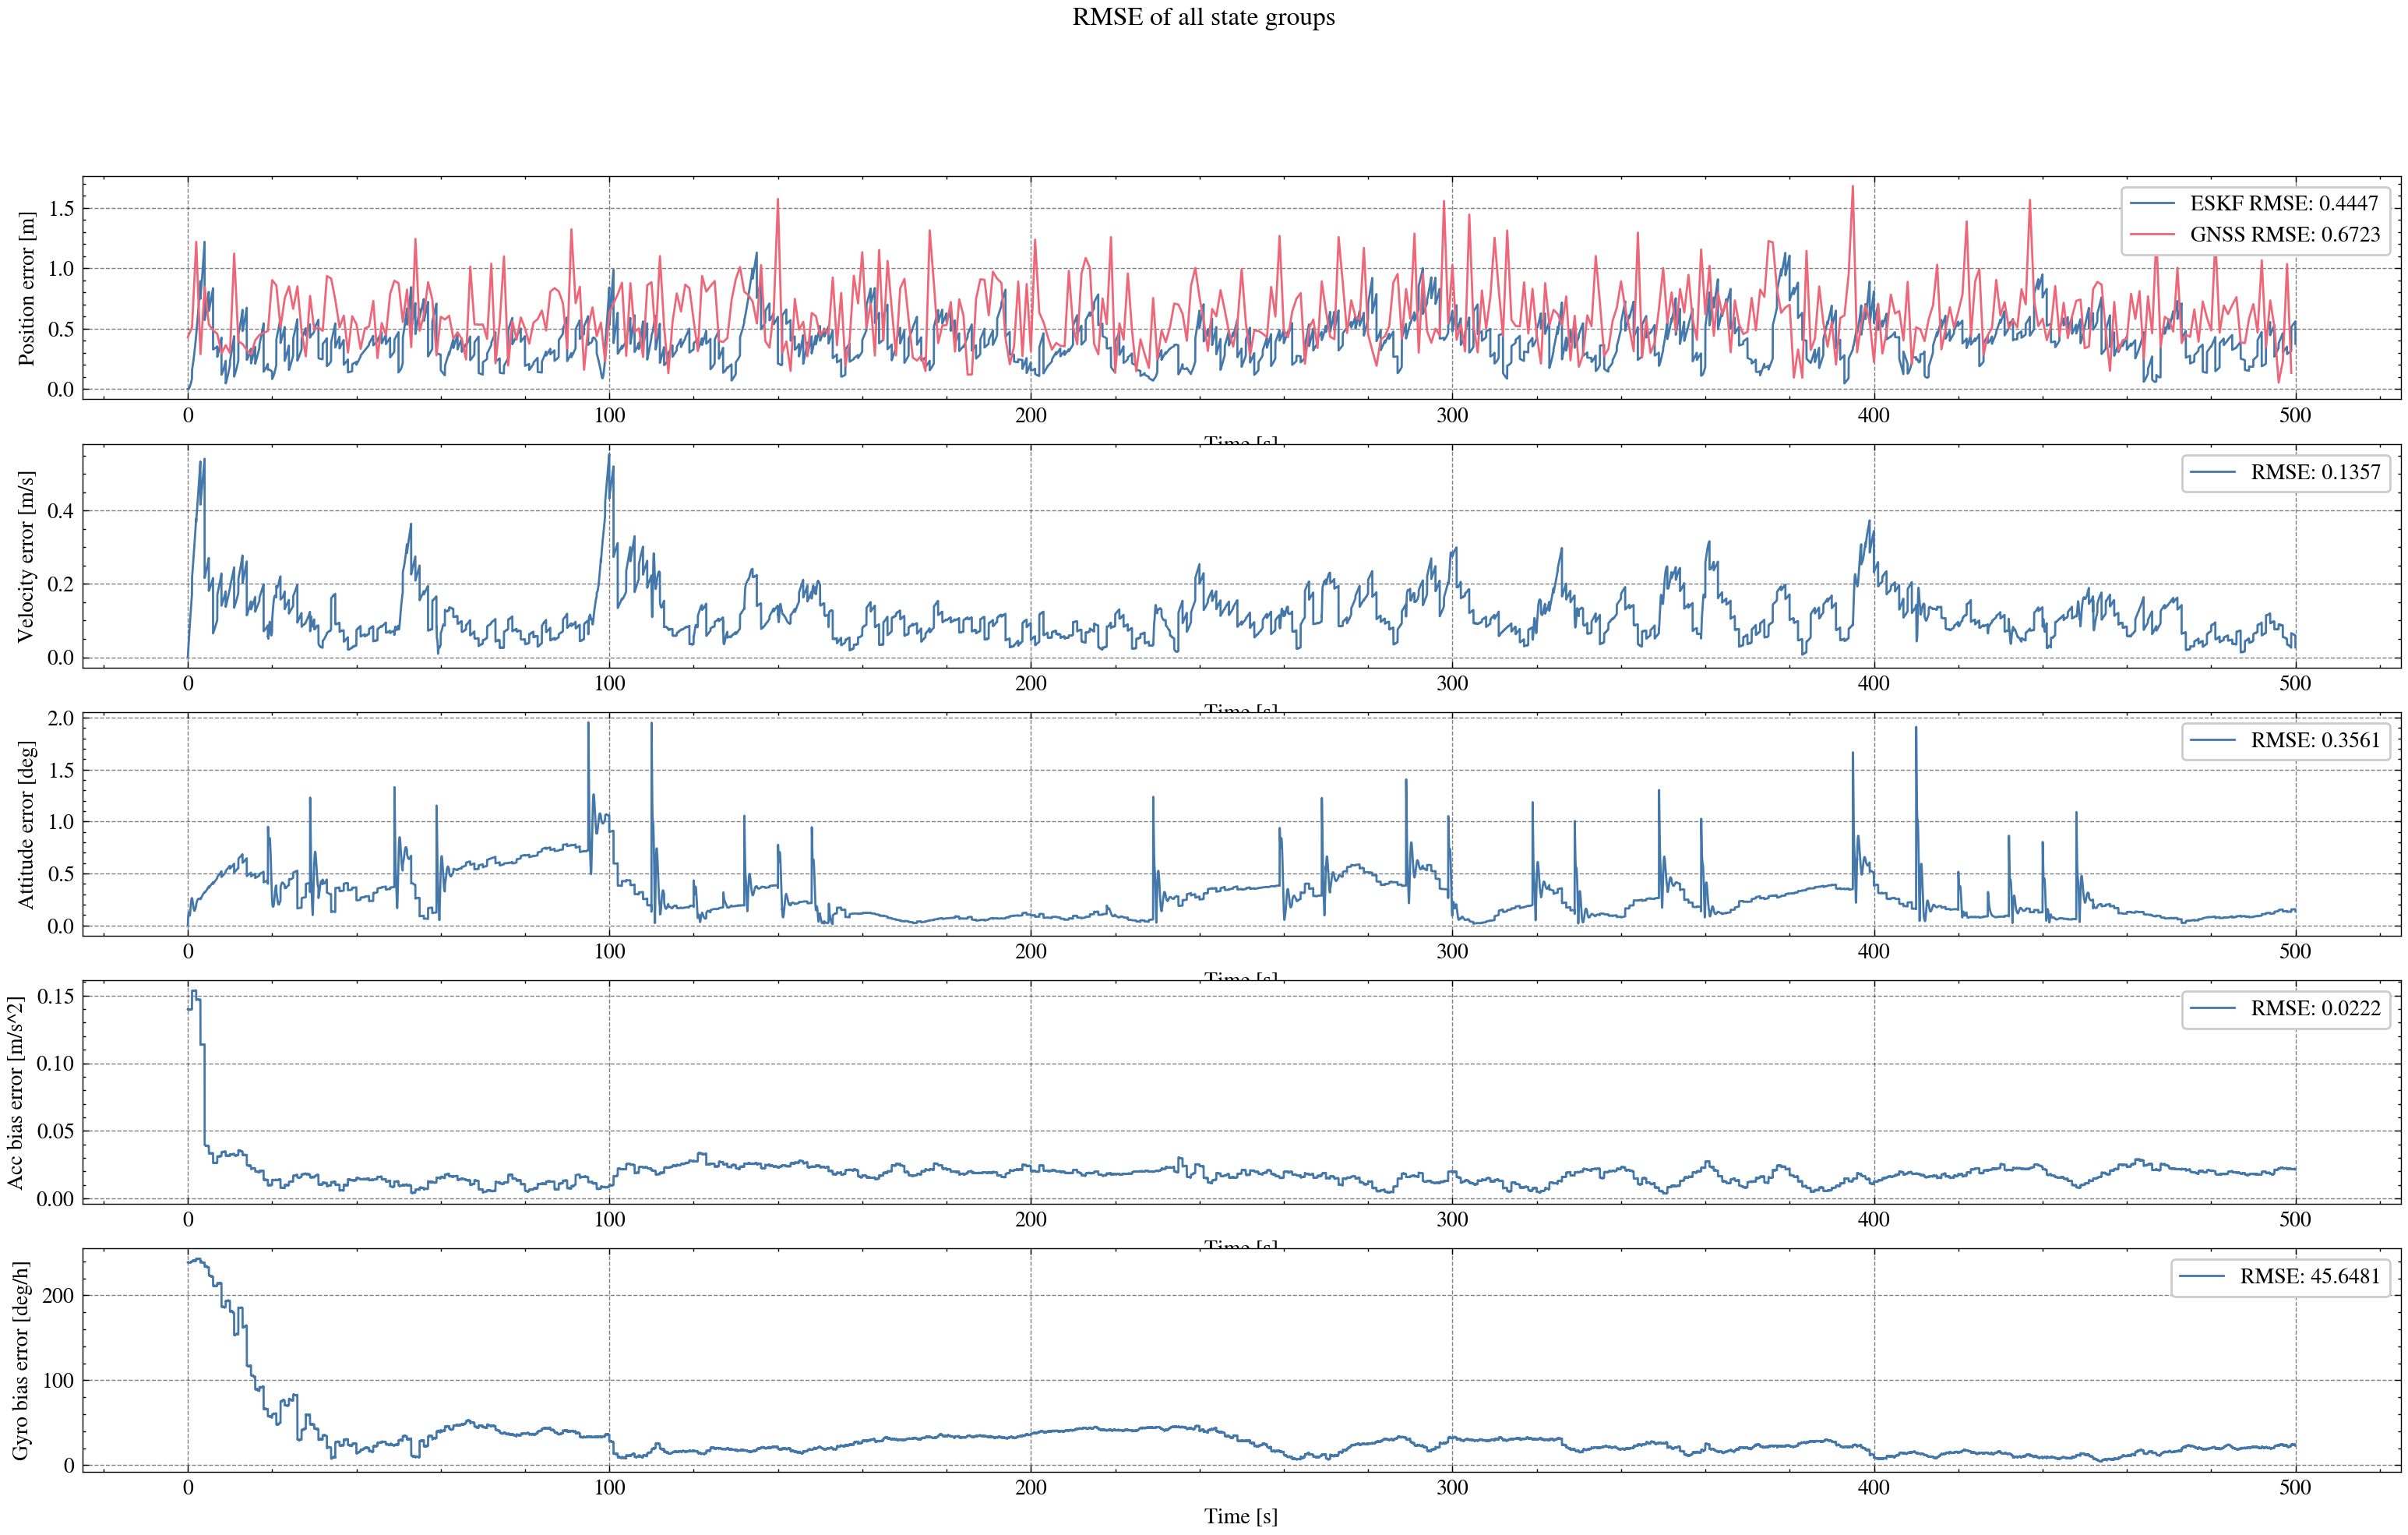 RMSE of all state groups
Position error [m]
1.5
1.0
0.5
0.0
ESKF RMSE: 0.4447
GNSS RMSE: 0.6723
0 100 200 300 400 500
Time [s]
Velocity error [m/s]
0.4
0.2
0.0
RMSE: 0.1357
0 100 200 300 400 500
Time [s]
Attitude error [deg]
2.0
1.5
1.0
0.5
0.0
RMSE: 0.3561
0 100 200 300 400 500
Time [s]
Acc bias error [m/s^2]
0.15
0.10
0.05
0.00
RMSE: 0.0222
0 100 200 300 400 500
Time [s]
Gyro bias error [deg/h]
200
100
0
RMSE: 45.6481
0 100 200 300 400 500
Time [s]